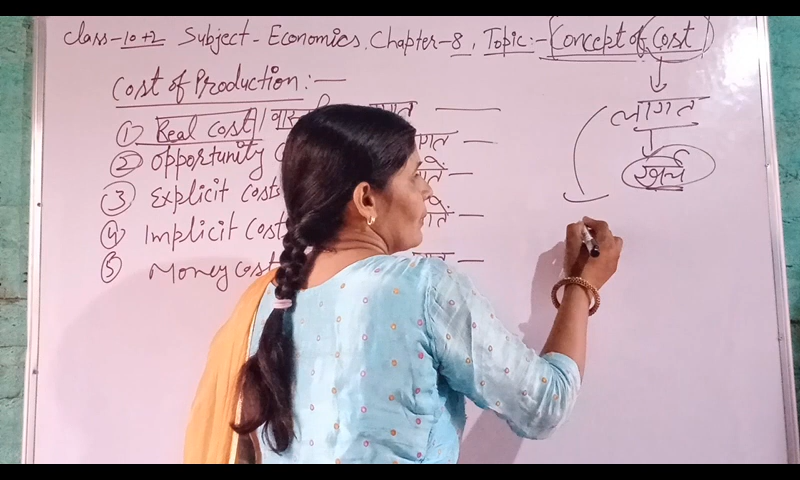 Class-10+2 Subject-Economics, Chapter-8, Topic:- Concept of Cost
Cost of Production:—
① Real Cost / —
② Opportunity —
③ Explicit Costs —
④ Implicit Costs —
⑤ Money Cost —
लागत
खर्च